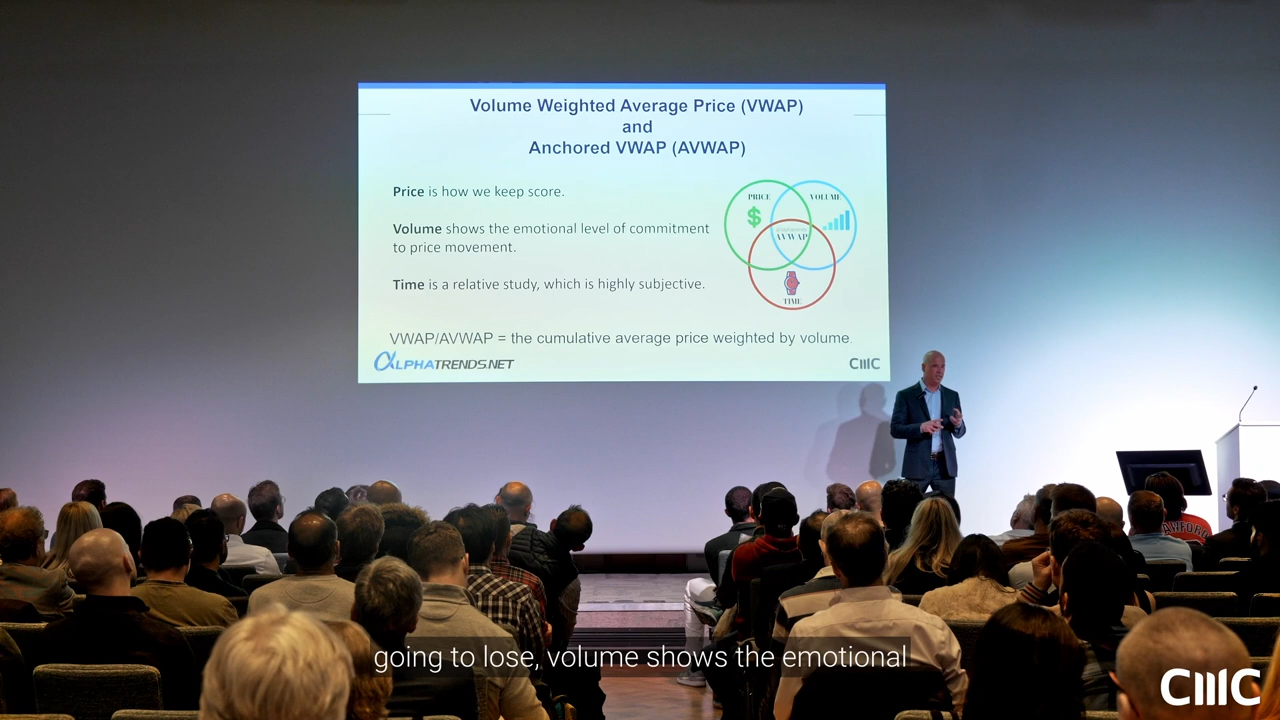 Volume Weighted Average Price (VWAP)
and
Anchored VWAP (AVWAP)
Price is how we keep score.
Volume shows the emotional level of commitment
to price movement.
Time is a relative study, which is highly subjective.
PRICE
$
VOLUME
AVWAP
TIME
VWAP/AVWAP = the cumulative average price weighted by volume.
ALPHATRENDS.NET
CMC
going to lose, volume shows the emotional
CMC